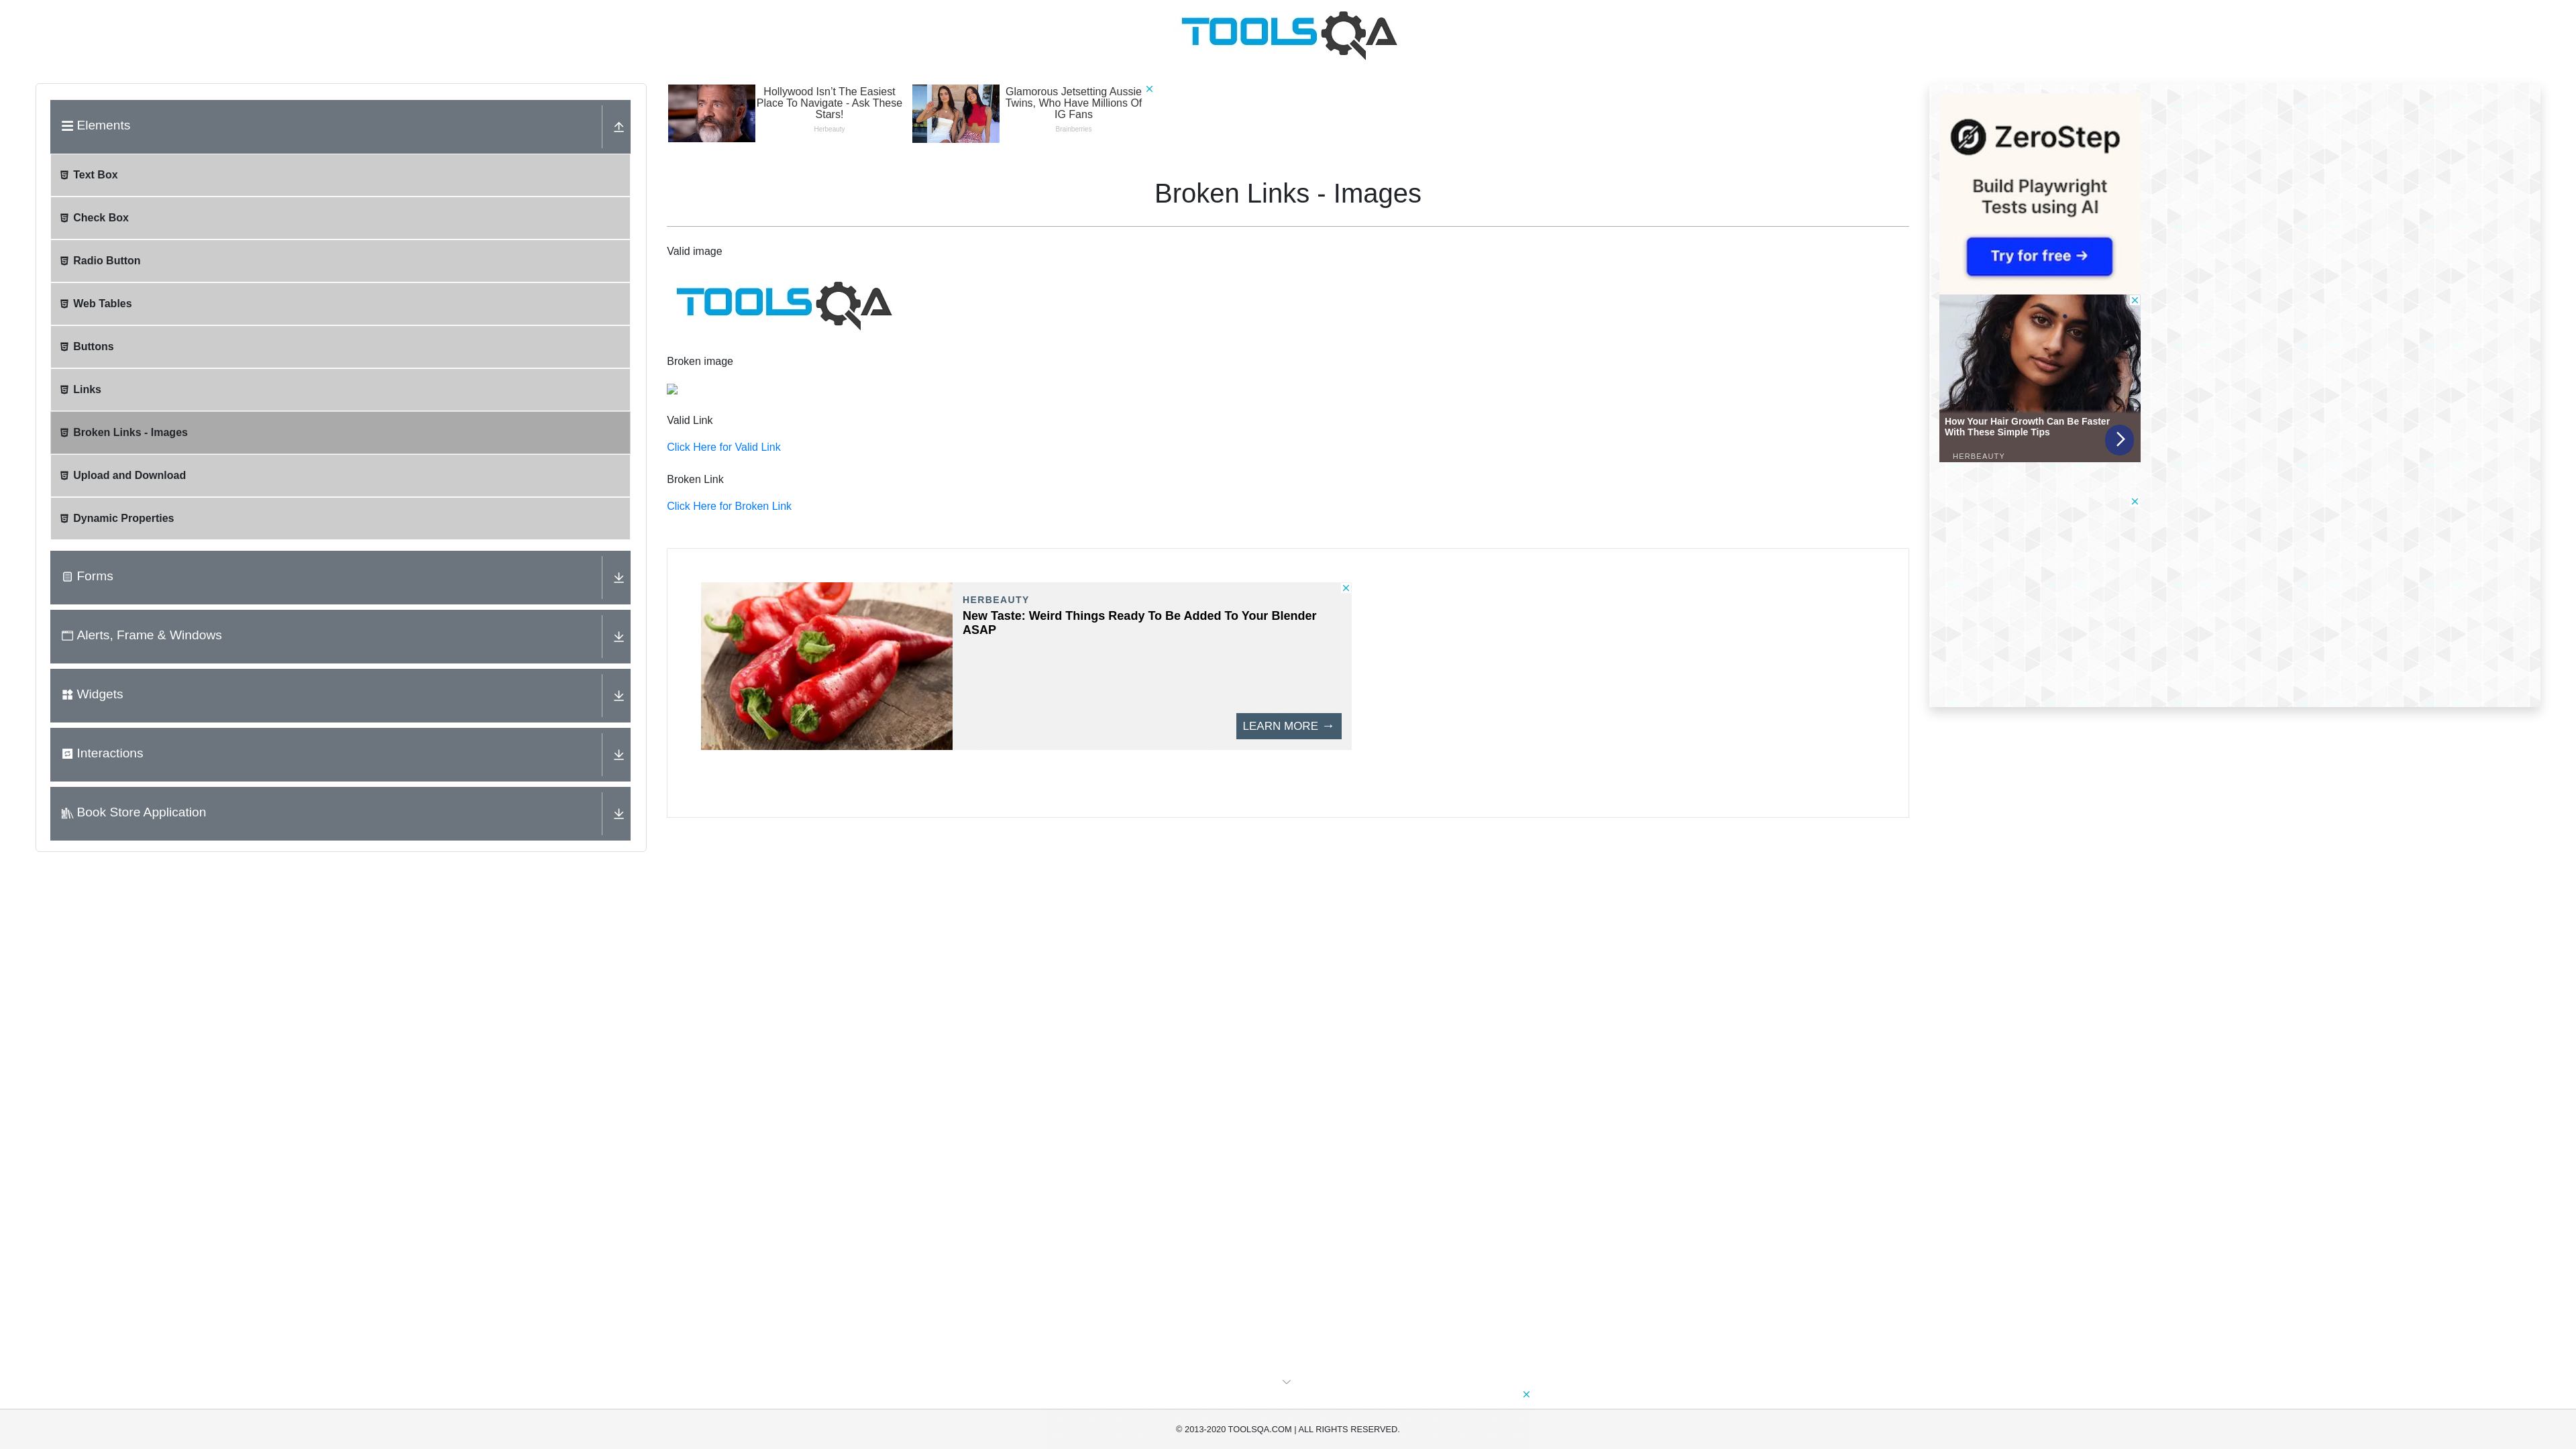 TOOLSQA
Elements
Text Box
Check Box
Radio Button
Web Tables
Buttons
Links
Broken Links - Images
Upload and Download
Dynamic Properties
Forms
Alerts, Frame & Windows
Widgets
Interactions
Book Store Application
Hollywood Isn’t The Easiest
Place To Navigate - Ask These
Stars!
Herbeauty
Glamorous Jetsetting Aussie
Twins, Who Have Millions Of
IG Fans
Brainberries
Broken Links - Images
Valid image
TOOLSQA
Broken image
Valid Link
Click Here for Valid Link
Broken Link
Click Here for Broken Link
HERBEAUTY
New Taste: Weird Things Ready To Be Added To Your Blender
ASAP
LEARN MORE →
ZeroStep
Build Playwright
Tests using AI
Try for free →
How Your Hair Growth Can Be Faster
With These Simple Tips
HERBEAUTY
© 2013-2020 TOOLSQA.COM | ALL RIGHTS RESERVED.